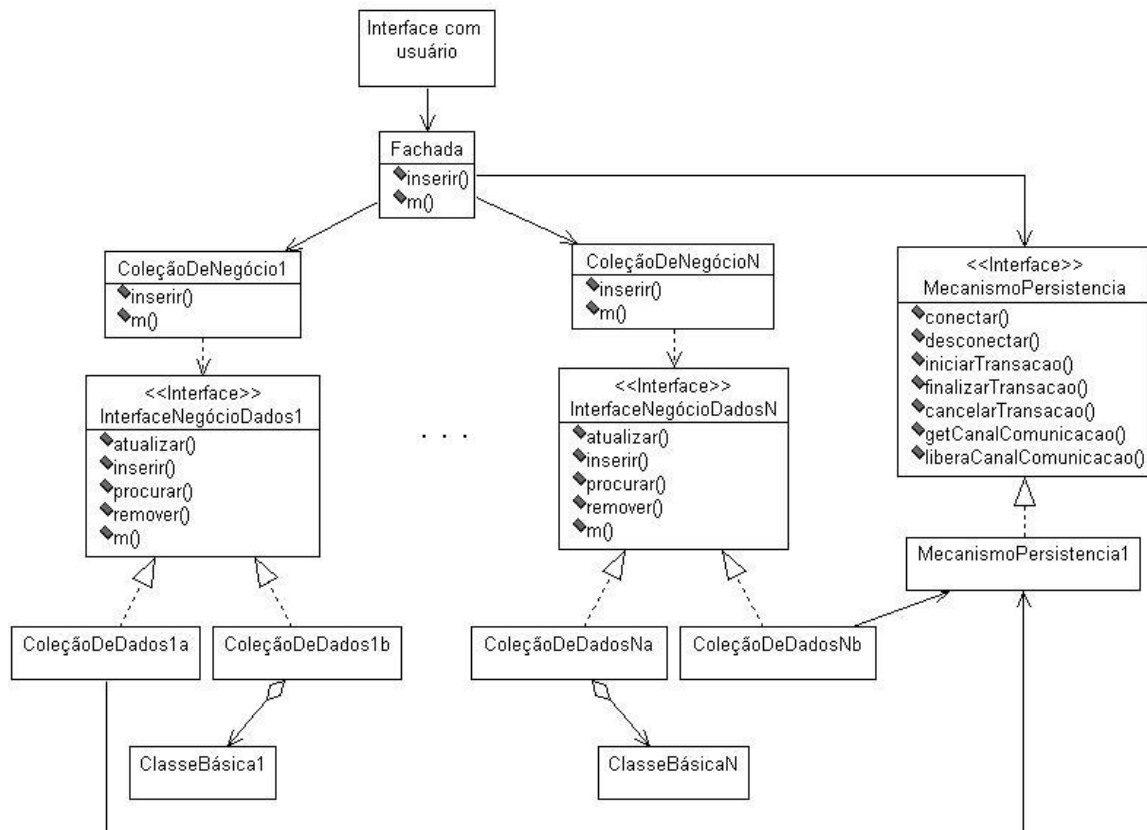 Interface com
usuário
Fachada
inserir()
m()
ColeçãoDeNegócio1
inserir()
m()
ColeçãoDeNegócioN
inserir()
m()
<<Interface>>
MecanismoPersistencia
conectar()
desconectar()
iniciarTransacao()
finalizarTransacao()
cancelarTransacao()
getCanalComunicacao()
liberaCanalComunicacao()
<<Interface>>
InterfaceNegócioDados1
atualizar()
inserir()
procurar()
remover()
m()
. . .
<<Interface>>
InterfaceNegócioDadosN
atualizar()
inserir()
procurar()
remover()
m()
MecanismoPersistencia1
ColeçãoDeDados1a
ColeçãoDeDados1b
ColeçãoDeDadosNa
ColeçãoDeDadosNb
ClasseBásica1
ClasseBásicaN